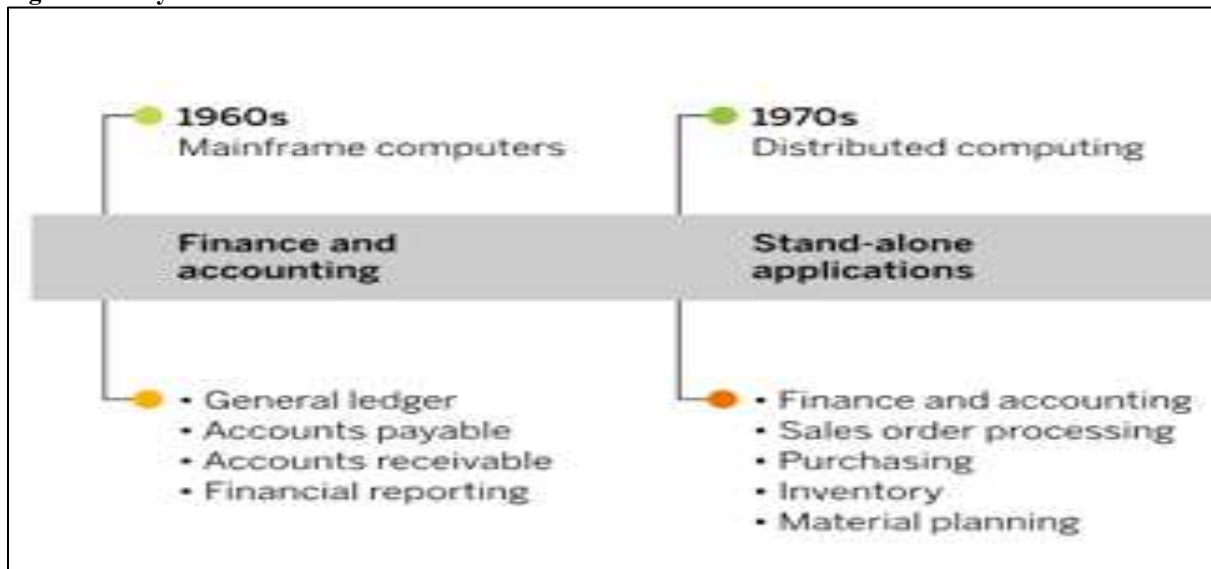 1960s
Mainframe computers
Finance and
accounting
• General ledger
• Accounts payable
• Accounts receivable
• Financial reporting
1970s
Distributed computing
Stand-alone
applications
• Finance and accounting
• Sales order processing
• Purchasing
• Inventory
• Material planning